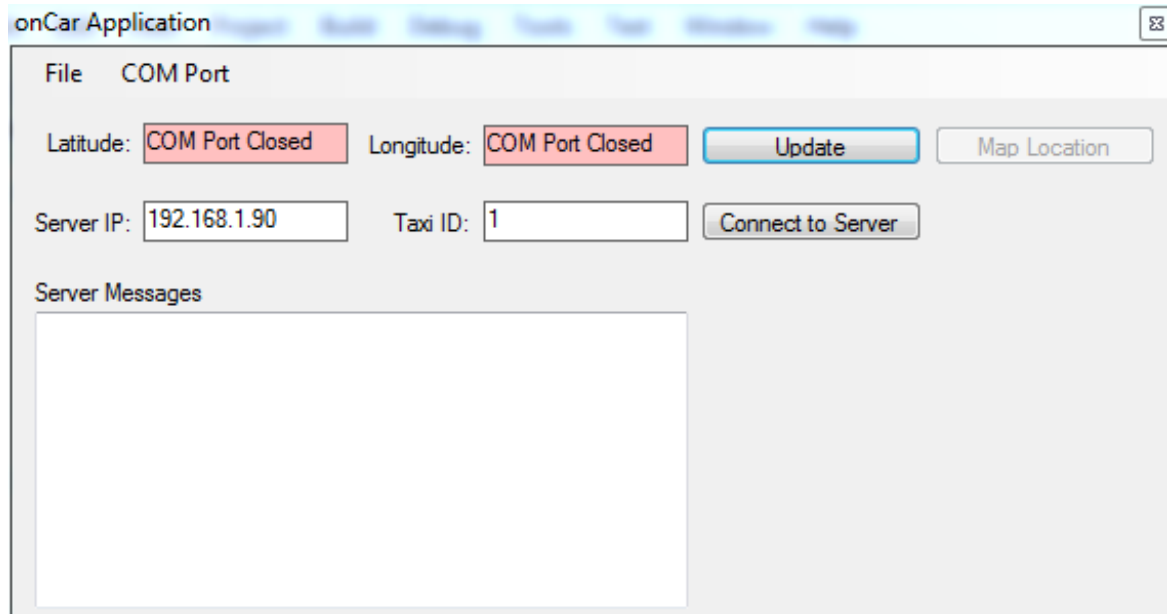 onCar Application
File COM Port
Latitude: COM Port Closed Longitude: COM Port Closed Update Map Location
Server IP: 192.168.1.90 Taxi ID: 1 Connect to Server
Server Messages